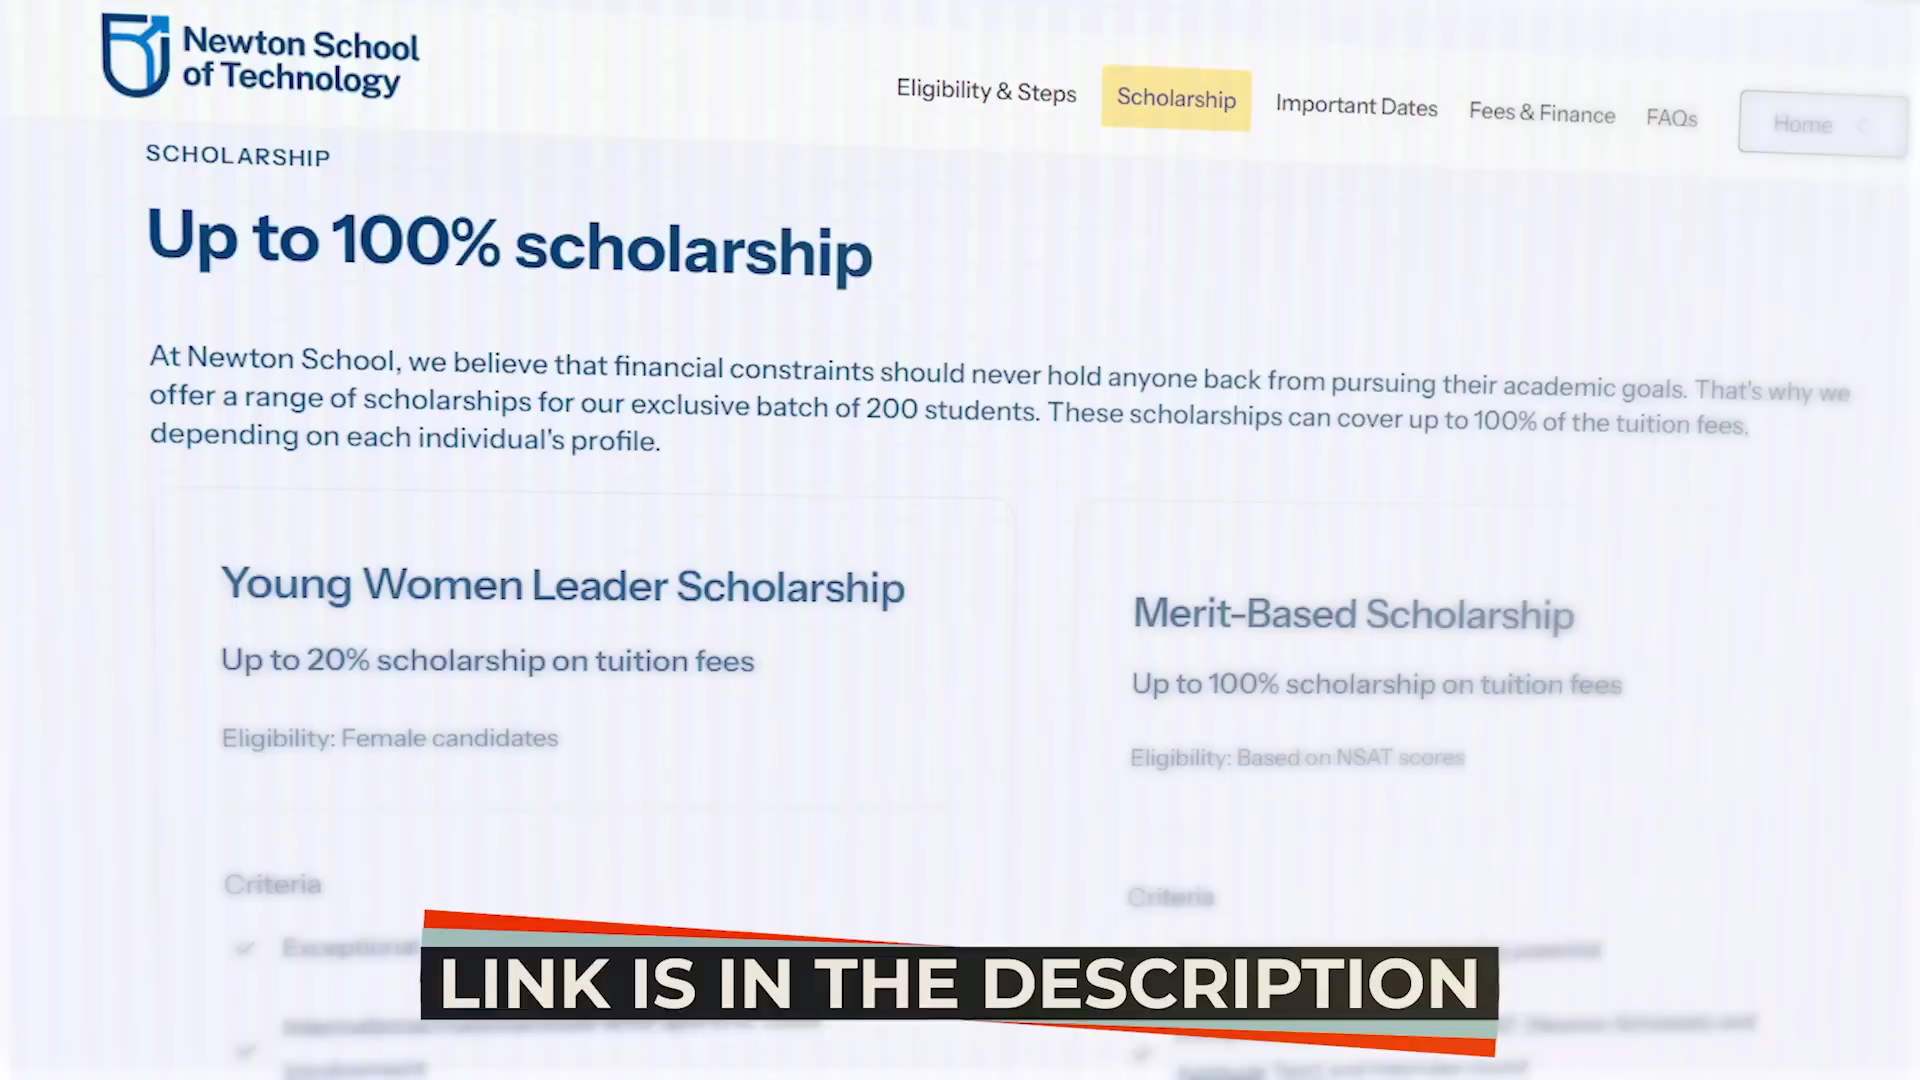 Newton School
of Technology
Eligibility & Steps
Scholarship
Important Dates
Fees & Finance
FAQs
Home
SCHOLARSHIP
Up to 100% scholarship
At Newton School, we believe that financial constraints should never hold anyone back from pursuing their academic goals. That's why we
offer a range of scholarships for our exclusive batch of 200 students. These scholarships can cover up to 100% of the tuition fees,
depending on each individual's profile.
Young Women Leader Scholarship
Up to 20% scholarship on tuition fees
Eligibility: Female candidates
Criteria
Exceptional
Merit-Based Scholarship
Up to 100% scholarship on tuition fees
Eligibility: Based on NSAT scores
Criteria
LINK IS IN THE DESCRIPTION